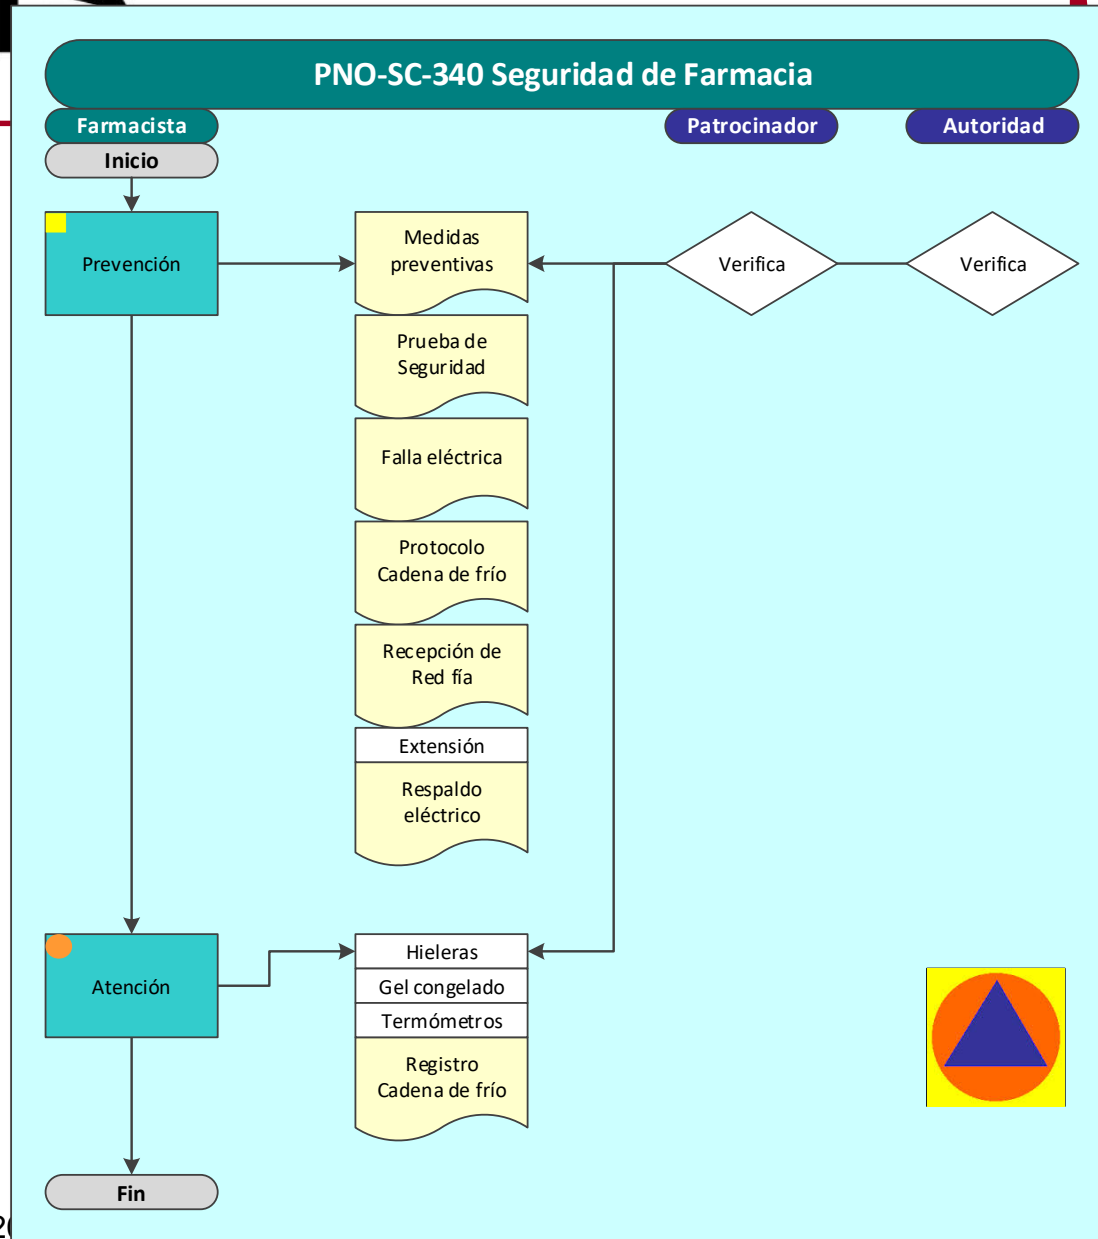 PNO-SC-340 Seguridad de Farmacia
Farmacista
Patrocinador
Autoridad
Inicio
Prevención
Medidas
preventivas
Verifica
Verifica
Prueba de
Seguridad
Falla eléctrica
Protocolo
Cadena de frío
Recepción de
Red fía
Extensión
Respaldo
eléctrico
Atención
Hieleras
Gel congelado
Termómetros
Registro
Cadena de frío
Fin